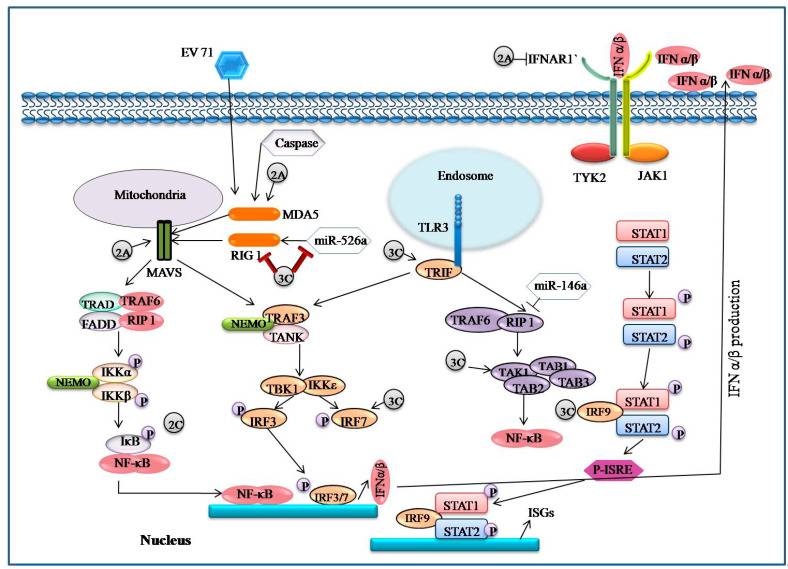 EV 71
2A
IFNAR1`
IFN α/β
IFN α/β
IFN α/β
IFN α/β
Caspase
2A
Mitochondria
MDA5
Endosome
TYK2
JAK1
TLR3
RIG 1
miR-526a
2A
MAVS
3C
3C
TRIF
STAT1
STAT2
miR-146a
TRAD
TRAF6
FADD
RIP 1
TRAF3
NEMO
TANK
TRAF6
RIP 1
P
STAT1
STAT2
P
IFN α/β production
P
IKKα
NEMO
IKKβ
P
TBK1
IKKε
3C
TAK1
TAB1
TAB2
TAB3
P
IRF3
P
IRF7
3C
P
STAT1
3C
IRF9
STAT2
P
2C
P
IκB
NF-κB
NF-κB
P-ISRE
NF-κB
P
IRF3/7
IFNα/β
P
STAT1
IRF9
STAT2
P
ISGs
Nucleus